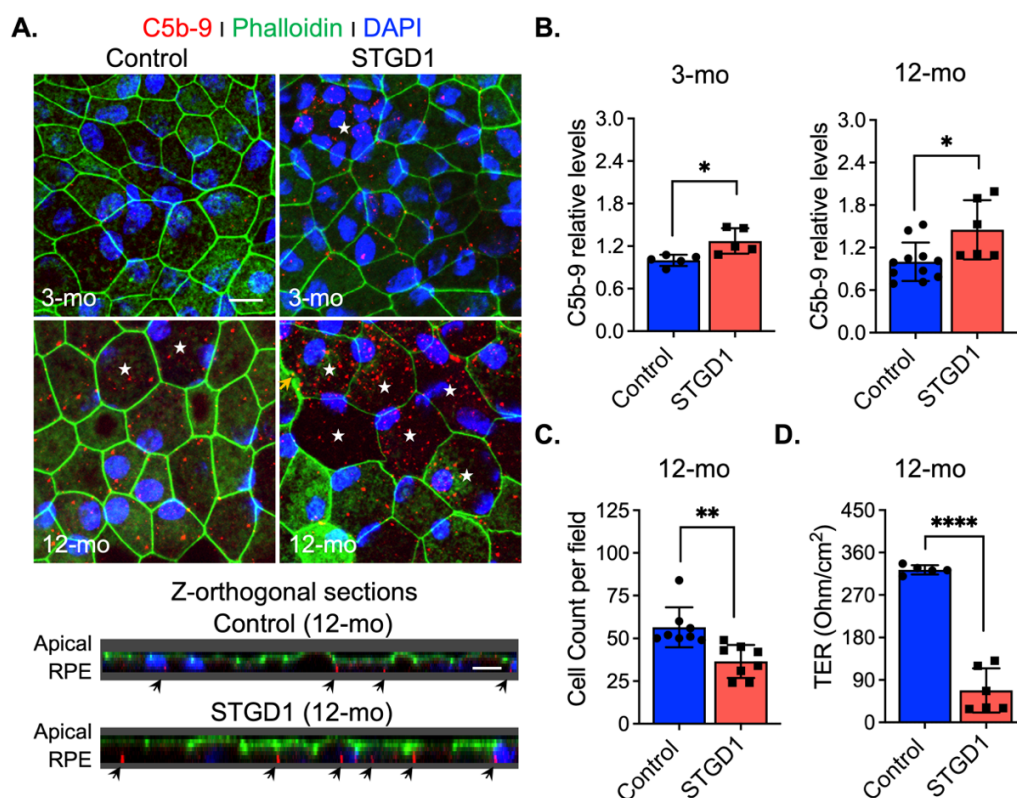 A.
C5b-9 I Phalloidin I DAPI
Control STGD1
3-mo 3-mo
12-mo 12-mo
Z-orthogonal sections
Control (12-mo)
Apical
RPE
STGD1 (12-mo)
Apical
RPE
B.
3-mo
C5b-9 relative levels
3.0
2.4
1.8
1.2
0.6
0.0
*
Control
STGD1
12-mo
C5b-9 relative levels
3.0
2.4
1.8
1.2
0.6
0.0
*
Control
STGD1
C.
12-mo
Cell Count per field
125
100
75
50
25
0
**
Control
STGD1
D.
12-mo
TER (Ohm/cm²)
450
360
270
180
90
0
****
Control
STGD1